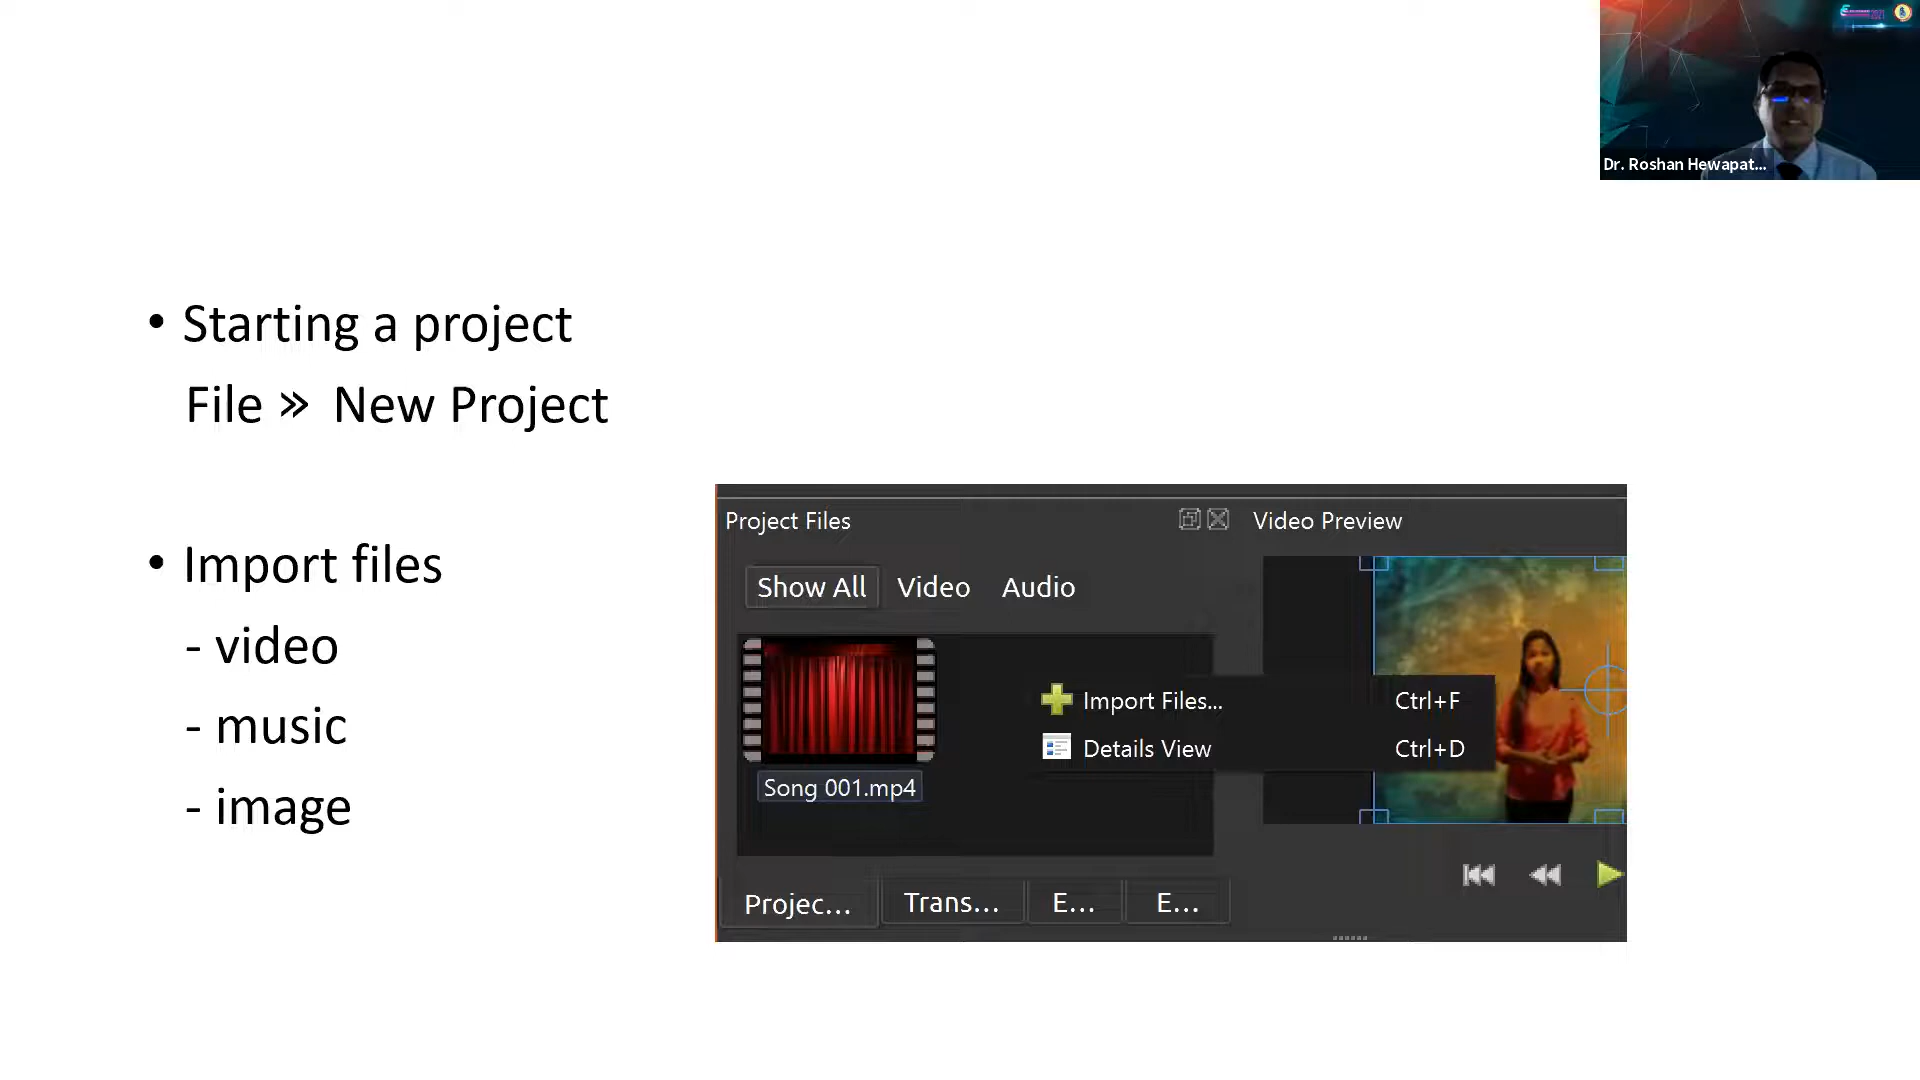 Dr. Roshan Hewapat...
• Starting a project
File » New Project
• Import files
- video
- music
- image
Project Files
Video Preview
Show All Video Audio
Import Files... Ctrl+F
Details View Ctrl+D
Song 001.mp4
Projec... Trans... E... E...